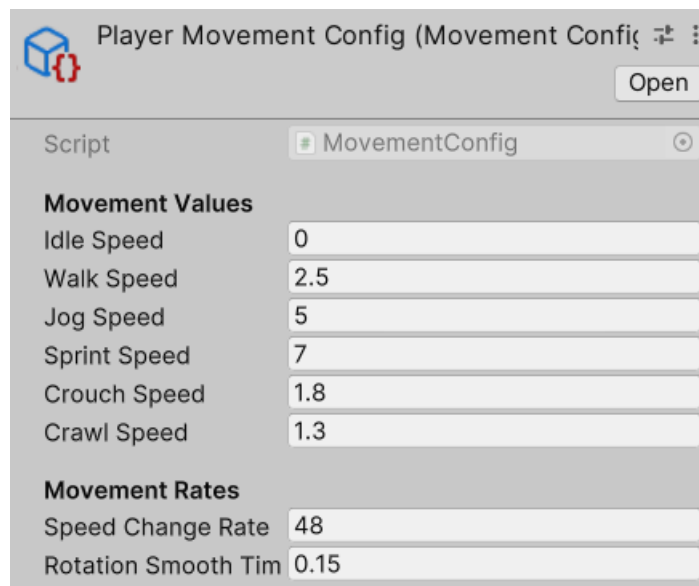 Player Movement Config (Movement Config
Open
Script # MovementConfig
Movement Values
Idle Speed 0
Walk Speed 2.5
Jog Speed 5
Sprint Speed 7
Crouch Speed 1.8
Crawl Speed 1.3
Movement Rates
Speed Change Rate 48
Rotation Smooth Tim 0.15